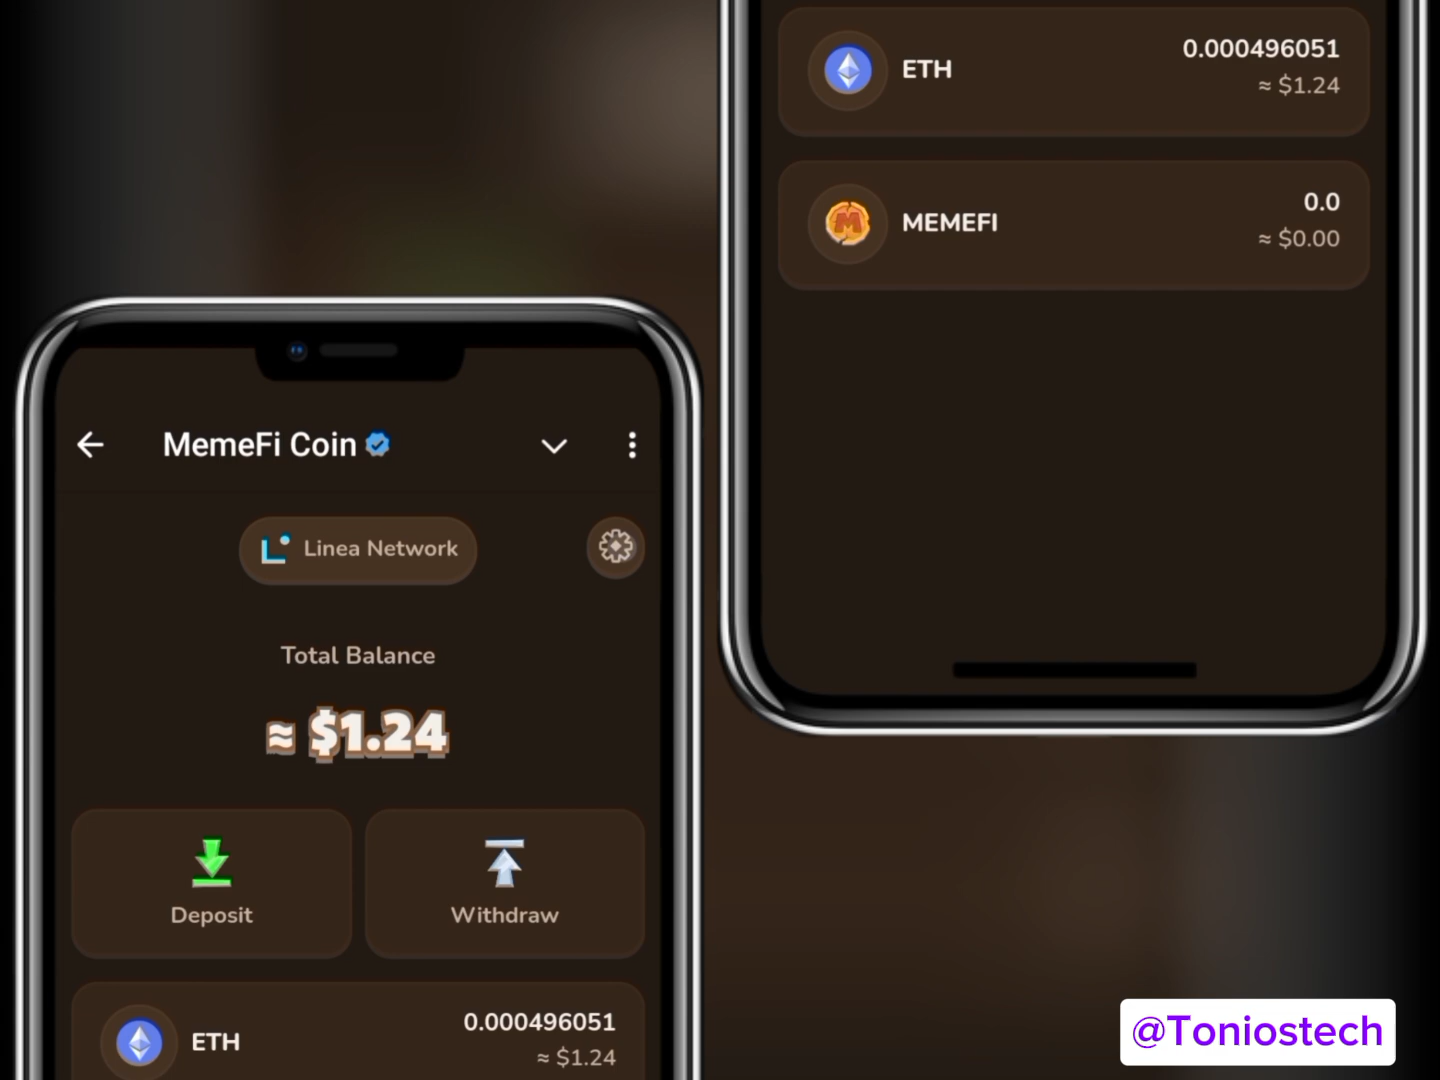 MemeFi Coin
Linea Network
Total Balance
≈ $1.24
Deposit
Withdraw
ETH
0.000496051
≈ $1.24
ETH
0.000496051
≈ $1.24
MEMEFI
0.0
≈ $0.00
@Toniostech